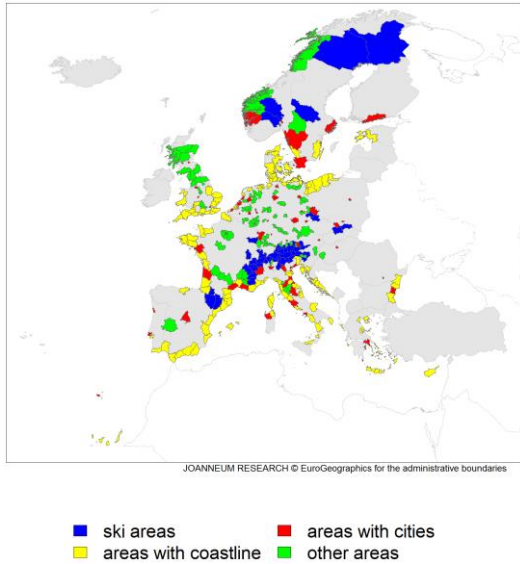 JOANNEUM RESEARCH © EuroGeographics for the administrative boundaries
ski areas
areas with cities
areas with coastline
other areas